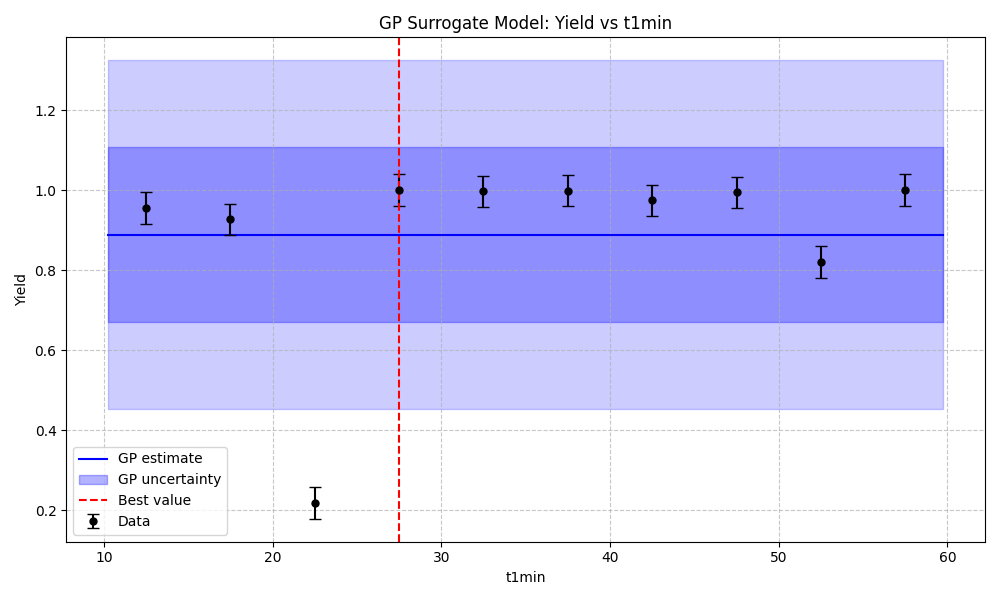 GP Surrogate Model: Yield vs t1min
Yield
1.2
1.0
0.8
0.6
0.4
0.2
GP estimate
GP uncertainty
Best value
Data
10 20 30 40 50 60
t1min